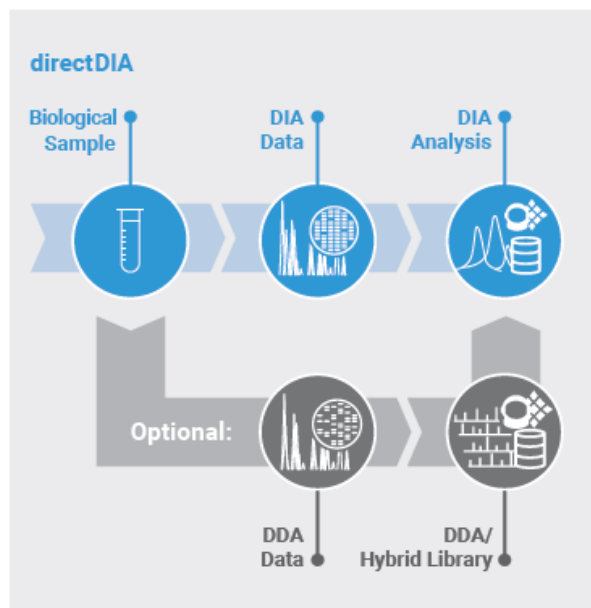 directDIA
Biological
Sample
DIA
Data
DIA
Analysis
Optional:
DDA
Data
DDA/
Hybrid Library